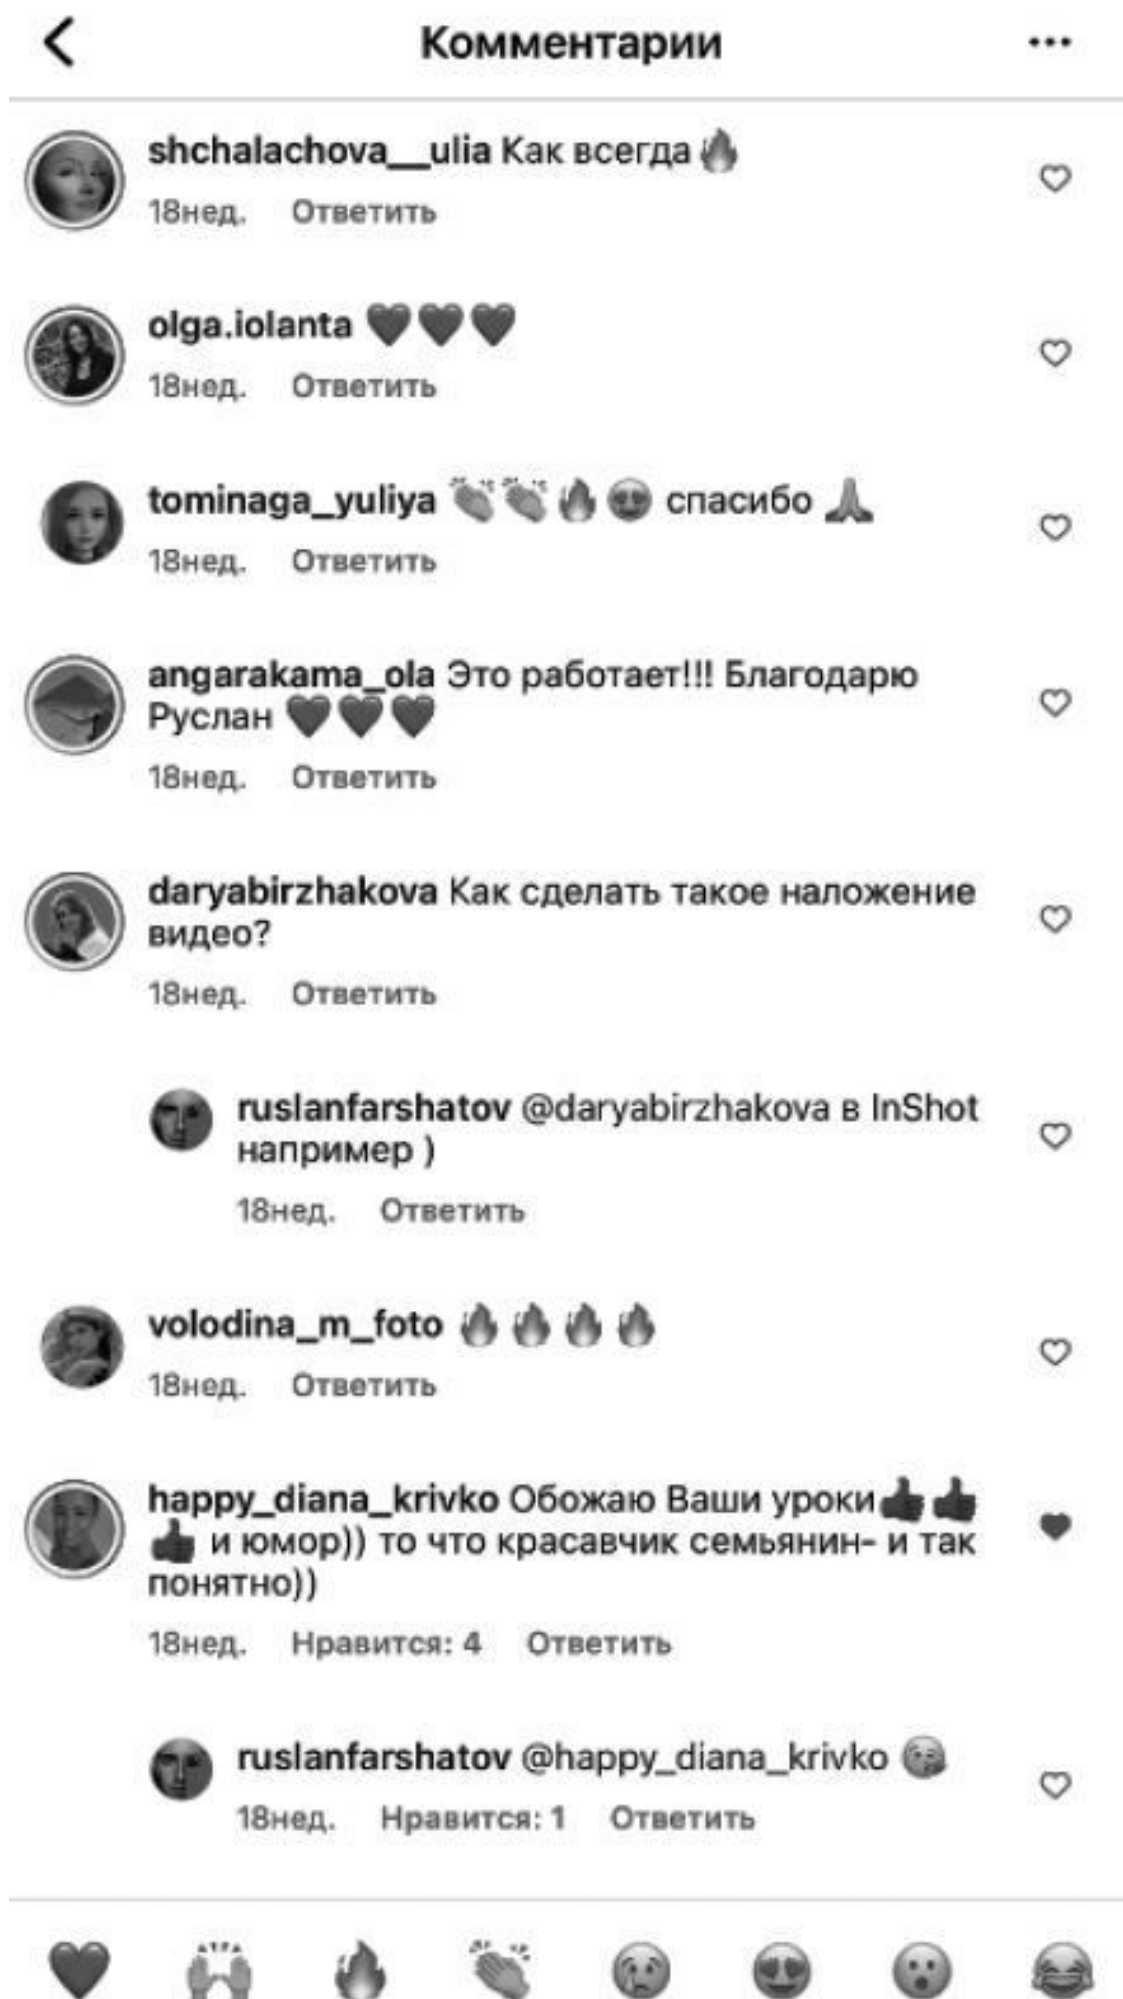 Комментарии
shchalachova__ulia Как всегда🔥
18нед. Ответить
olga.iolanta ❤️❤️❤️
18нед. Ответить
tominaga_yuliya 👏👏🔥😍 спасибо 🙏
18нед. Ответить
angarakama_ola Это работает!!! Благодарю
Руслан ❤️❤️❤️
18нед. Ответить
daryabirzhakova Как сделать такое наложение
видео?
18нед. Ответить
ruslanfarshatov @daryabirzhakova в InShot
например )
18нед. Ответить
volodina_m_foto 🔥🔥🔥🔥
18нед. Ответить
happy_diana_krivko Обожаю Ваши уроки👍👍
👍 и юмор)) то что красавчик семьянин- и так
понятно))
18нед. Нравится: 4 Ответить
ruslanfarshatov @happy_diana_krivko 😘
18нед. Нравится: 1 Ответить